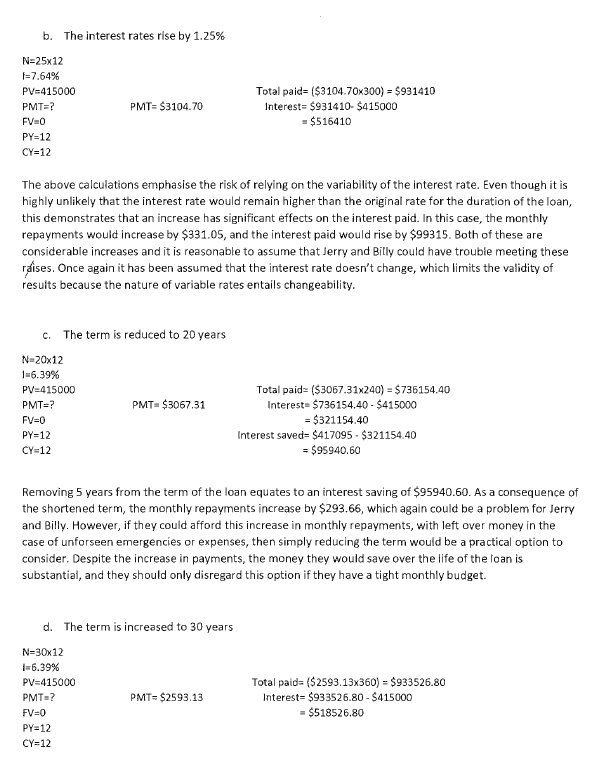 b. The interest rates rise by 1.25%
N=25x12
I=7.64%
PV=415000 Total paid= ($3104.70x300) = $931410
PMT=? PMT= $3104.70 Interest= $931410- $415000
FV=0 = $516410
PY=12
CY=12
The above calculations emphasise the risk of relying on the variability of the interest rate. Even though it is
highly unlikely that the interest rate would remain higher than the original rate for the duration of the loan,
this demonstrates that an increase has significant effects on the interest paid. In this case, the monthly
repayments would increase by $331.05, and the interest paid would rise by $99315. Both of these are
considerable increases and it is reasonable to assume that Jerry and Billy could have trouble meeting these
raises. Once again it has been assumed that the interest rate doesn't change, which limits the validity of
results because the nature of variable rates entails changeability.
c. The term is reduced to 20 years
N=20x12
I=6.39%
PV=415000 Total paid= ($3067.31x240) = $736154.40
PMT=? PMT= $3067.31 Interest= $736154.40 - $415000
FV=0 = $321154.40
PY=12 Interest saved= $417095 - $321154.40
CY=12 = $95940.60
Removing 5 years from the term of the loan equates to an interest saving of $95940.60. As a consequence of
the shortened term, the monthly repayments increase by $293.66, which again could be a problem for Jerry
and Billy. However, if they could afford this increase in monthly repayments, with left over money in the
case of unforseen emergencies or expenses, then simply reducing the term would be a practical option to
consider. Despite the increase in payments, the money they would save over the life of the loan is
substantial, and they should only disregard this option if they have a tight monthly budget.
d. The term is increased to 30 years
N=30x12
I=6.39%
PV=415000 Total paid= ($2593.13x360) = $933526.80
PMT=? PMT= $2593.13 Interest= $933526.80 - $415000
FV=0 = $518526.80
PY=12
CY=12